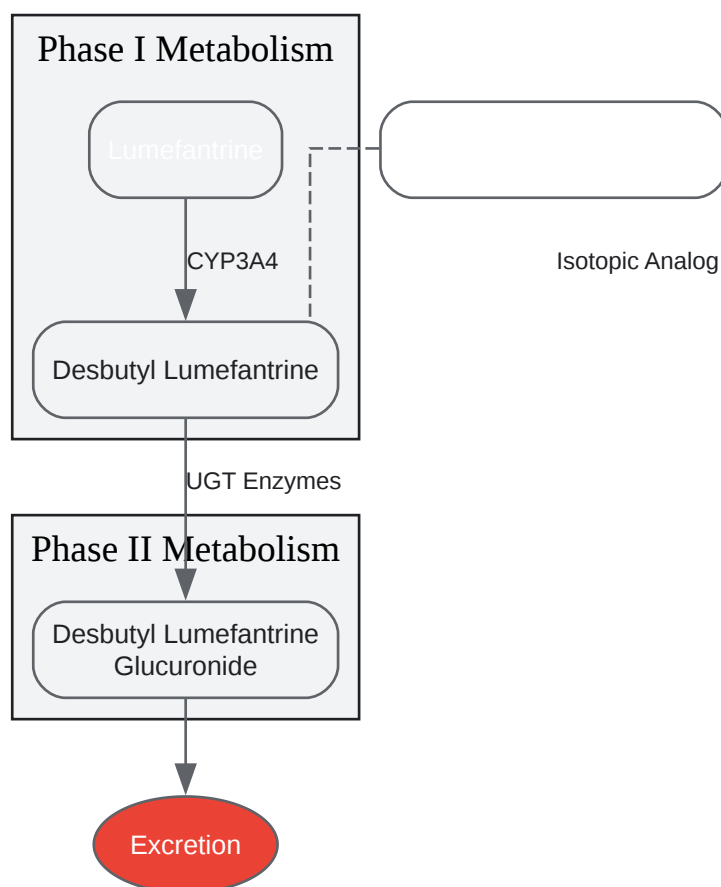 Phase I Metabolism
Lumefantrine
CYP3A4
Isotopic Analog
Desbutyl Lumefantrine
UGT Enzymes
Phase II Metabolism
Desbutyl Lumefantrine
Glucuronide
Excretion